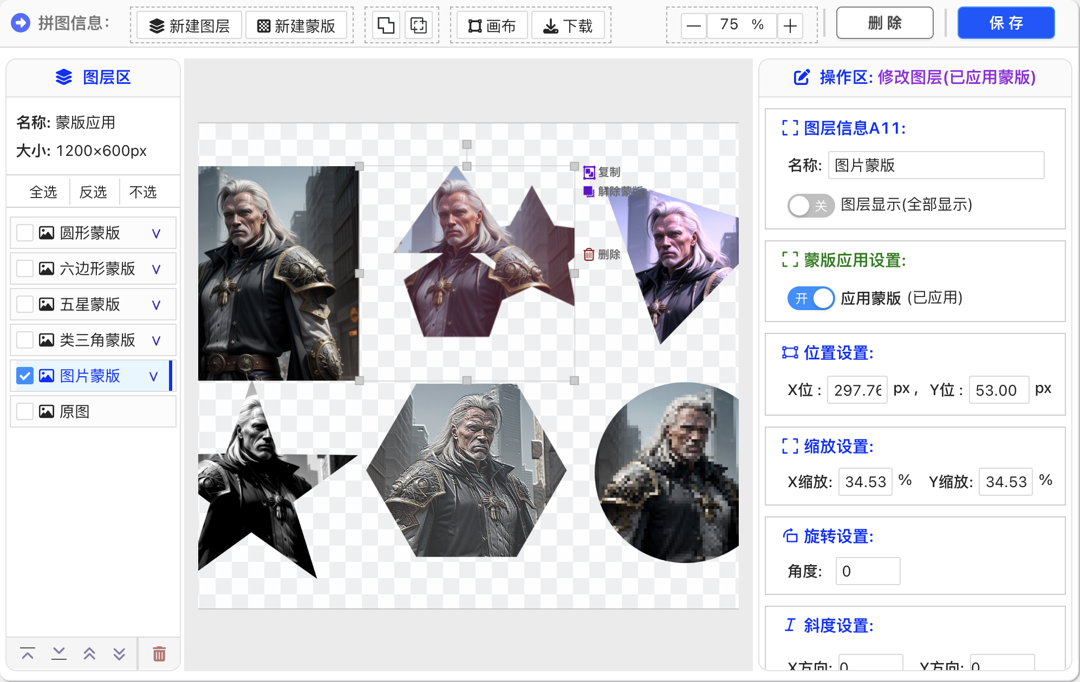 拼图信息: 新建图层 新建蒙版 画布 下载 75 % 删 除 保 存
图层区
名称: 蒙版应用
大小: 1200×600px
全选 反选 不选
圆形蒙版
六边形蒙版
五星蒙版
类三角蒙版
图片蒙版
原图
复制
解除蒙版
删除
操作区: 修改图层(已应用蒙版)
图层信息A11:
名称: 图片蒙版
关 图层显示(全部显示)
蒙版应用设置:
开 应用蒙版 (已应用)
位置设置:
X位 : 297.76 px , Y位 : 53.00 px
缩放设置:
X缩放: 34.53 % Y缩放: 34.53 %
旋转设置:
角度: 0
斜度设置:
X方向: 0 Y方向: 0